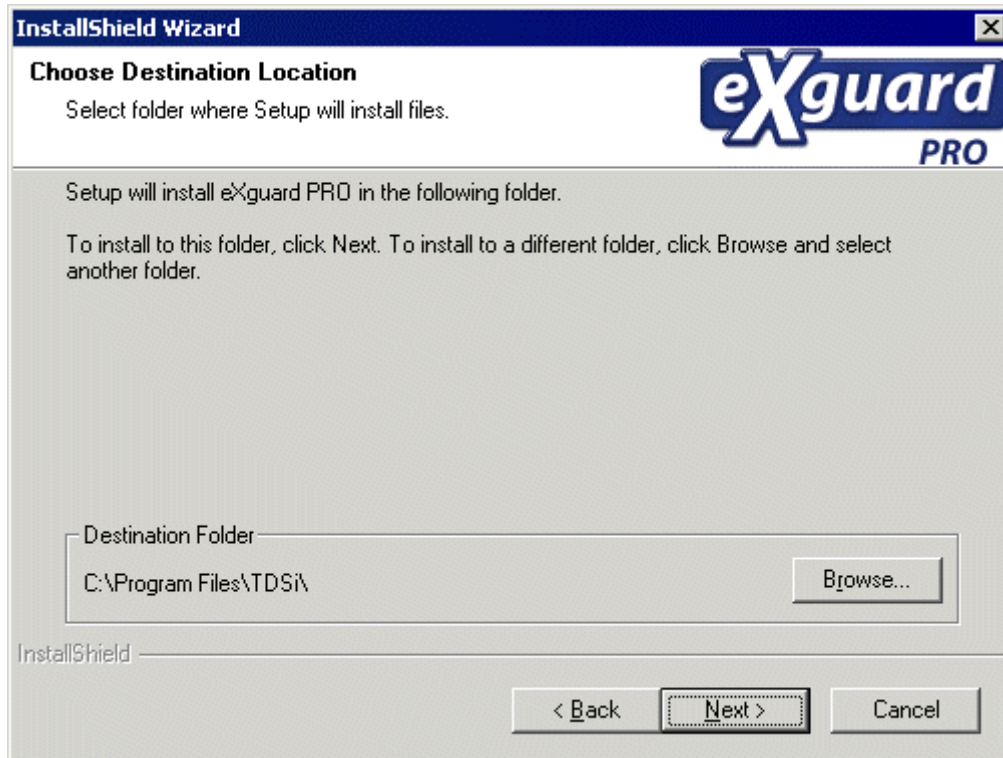 InstallShield Wizard
Choose Destination Location
Select folder where Setup will install files.
eXguard
PRO
Setup will install eXguard PRO in the following folder.
To install to this folder, click Next. To install to a different folder, click Browse and select
another folder.
Destination Folder
C:\Program Files\TDSi\
Browse...
InstallShield
< Back
Next >
Cancel